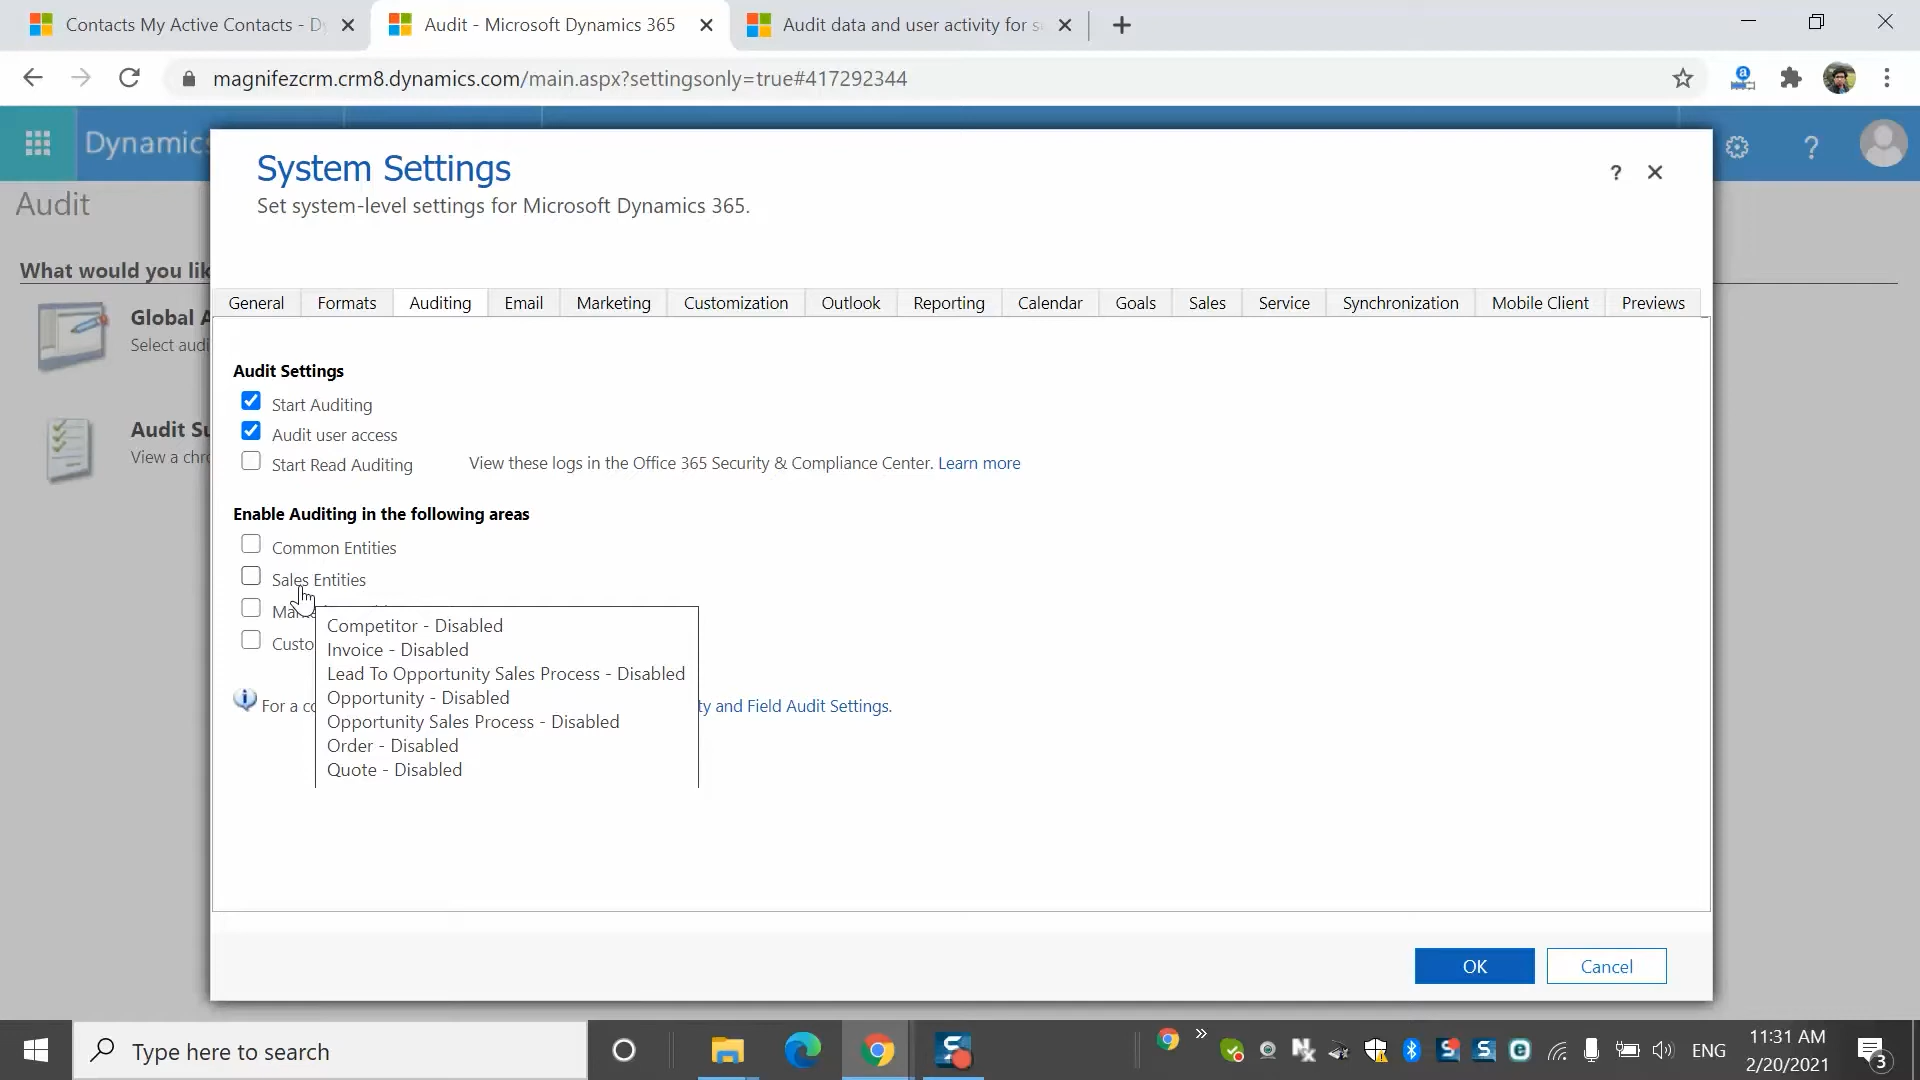 Contacts My Active Contacts - Dy
Audit - Microsoft Dynamics 365
Audit data and user activity for se
magnifezcrm.crm8.dynamics.com/main.aspx?settingsonly=true#417292344
Dynamics
?
System Settings
? 
Set system-level settings for Microsoft Dynamics 365.
Audit
What would you lik
Global A
Select audi
Audit Su
View a chro
General
Formats
Auditing
Email
Marketing
Customization
Outlook
Reporting
Calendar
Goals
Sales
Service
Synchronization
Mobile Client
Previews
Audit Settings
Start Auditing
Audit user access
Start Read Auditing
View these logs in the Office 365 Security & Compliance Center. Learn more
Enable Auditing in the following areas
Common Entities
Sales Entities
Custo
Competitor - Disabled
Invoice - Disabled
Lead To Opportunity Sales Process - Disabled
Opportunity - Disabled
Opportunity Sales Process - Disabled
Order - Disabled
Quote - Disabled
For a co
ty and Field Audit Settings.
OK
Cancel
Type here to search
ENG
11:31 AM
2/20/2021
3